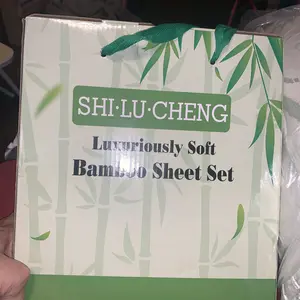 SHI·LU·CHENG
Luxuriously Soft
Bamboo Sheet Set